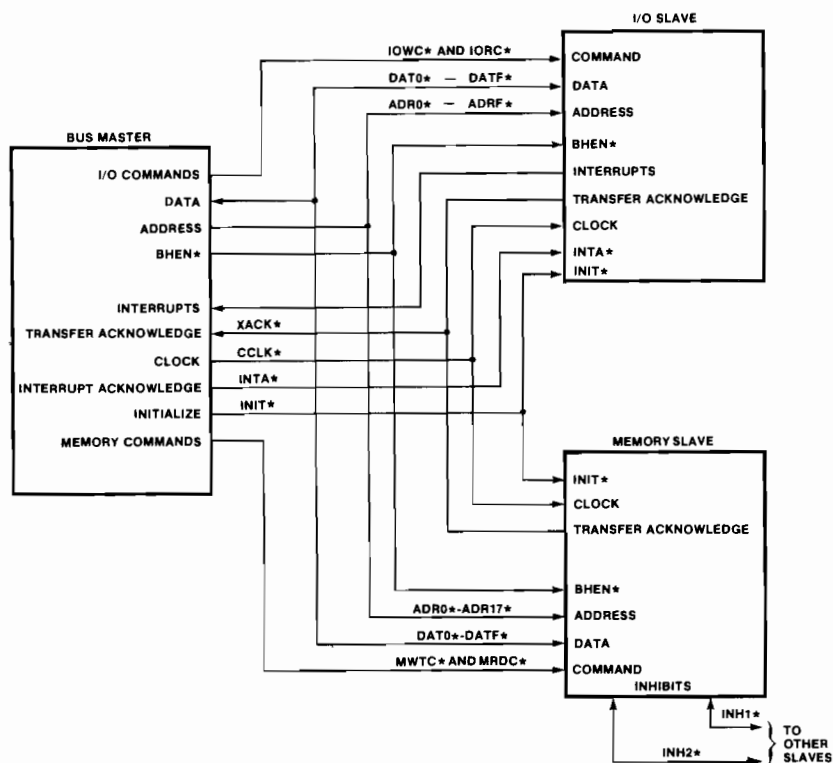 I/O SLAVE
IOWC* AND IORC*
COMMAND
DAT0* — DATF*
DATA
ADR0* — ADRF*
ADDRESS
BUS MASTER
BHEN*
I/O COMMANDS
INTERRUPTS
DATA
TRANSFER ACKNOWLEDGE
ADDRESS
CLOCK
BHEN*
INTA*
INIT*
INTERRUPTS
XACK*
TRANSFER ACKNOWLEDGE
CCLK*
CLOCK
INTA*
INTERRUPT ACKNOWLEDGE
INIT*
INITIALIZE
MEMORY COMMANDS
MEMORY SLAVE
INIT*
CLOCK
TRANSFER ACKNOWLEDGE
BHEN*
ADR0*-ADR17*
ADDRESS
DAT0*-DATF*
DATA
MWTC* AND MRDC*
COMMAND
INHIBITS
INH1*
TO
OTHER
SLAVES
INH2*